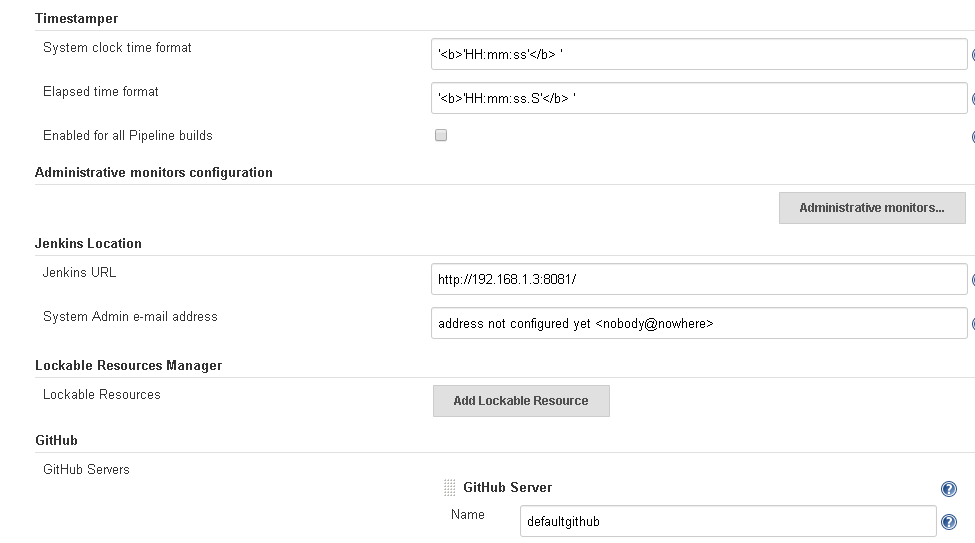 Timestamper
System clock time format
'<b>'HH:mm:ss'</b> '
Elapsed time format
'<b>'HH:mm:ss.S'</b> '
Enabled for all Pipeline builds
Administrative monitors configuration
Administrative monitors...
Jenkins Location
Jenkins URL
http://192.168.1.3:8081/
System Admin e-mail address
address not configured yet <nobody@nowhere>
Lockable Resources Manager
Lockable Resources
Add Lockable Resource
GitHub
GitHub Servers
GitHub Server
?
Name
defaultgithub
?